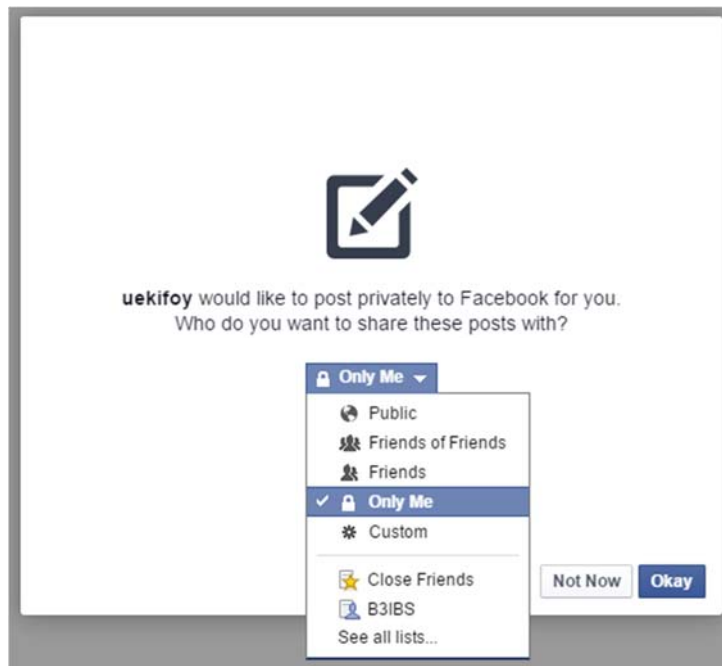 uekifoy would like to post privately to Facebook for you.
Who do you want to share these posts with?
Only Me
Public
Friends of Friends
Friends
Only Me
Custom
Close Friends
B3IBS
See all lists...
Not Now
Okay